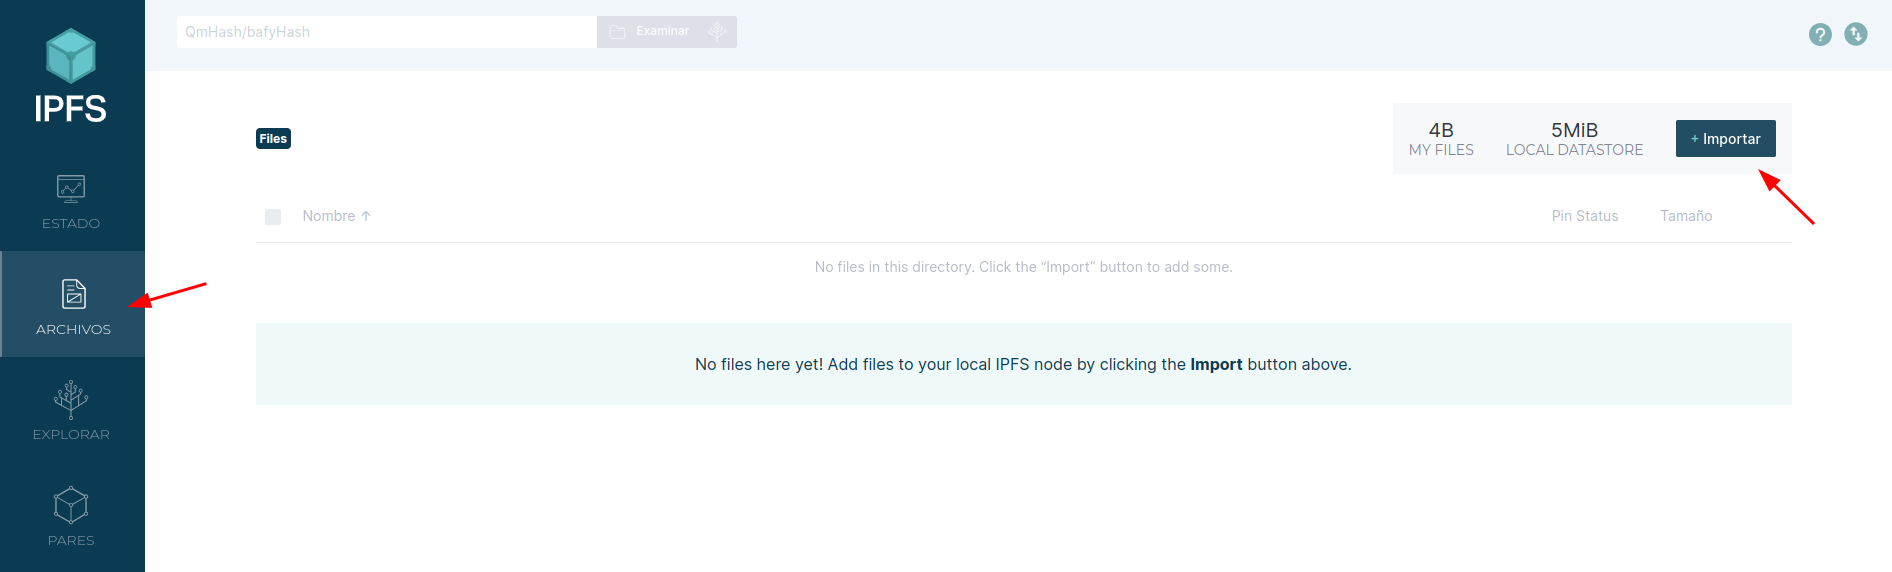 IPFS
ESTADO
ARCHIVOS
EXPLORAR
PARES
QmHash/bafyHash
Examinar
?
Files
4B
MY FILES
5MiB
LOCAL DATASTORE
+ Importar
Nombre ↑
Pin Status
Tamaño
No files in this directory. Click the “Import” button to add some.
No files here yet! Add files to your local IPFS node by clicking the Import button above.